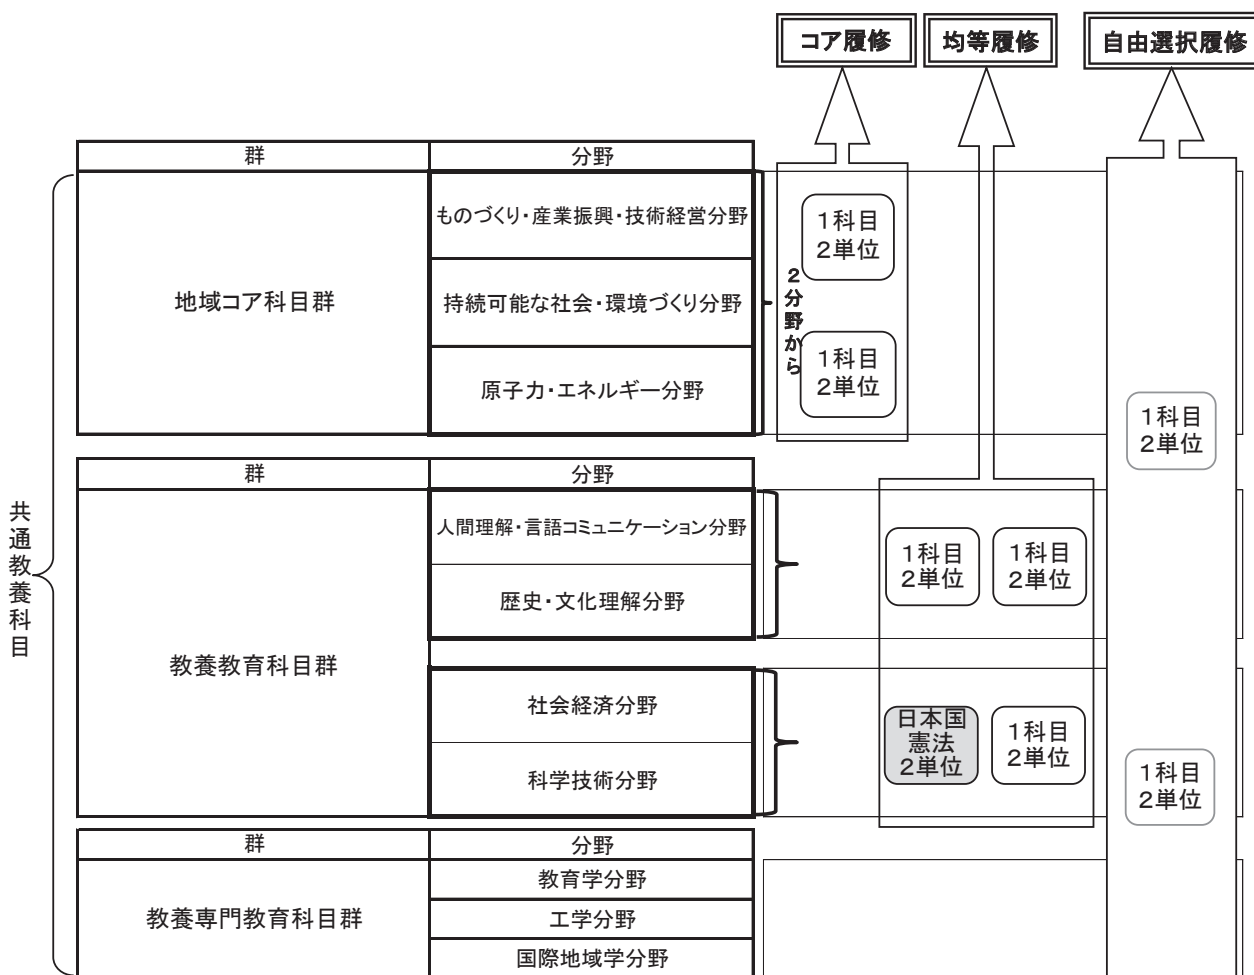 コア履修
均等履修
自由選択履修
群
分野
ものづくり・産業振興・技術経営分野
地域コア科目群
持続可能な社会・環境づくり分野
原子力・エネルギー分野
2分野から
1科目
2単位
1科目
2単位
1科目
2単位
群
分野
共通教養科目
人間理解・言語コミュニケーション分野
歴史・文化理解分野
教養教育科目群
社会経済分野
科学技術分野
1科目
2単位
1科目
2単位
日本国
憲法
2単位
1科目
2単位
1科目
2単位
群
分野
教養専門教育科目群
教育学分野
工学分野
国際地域学分野